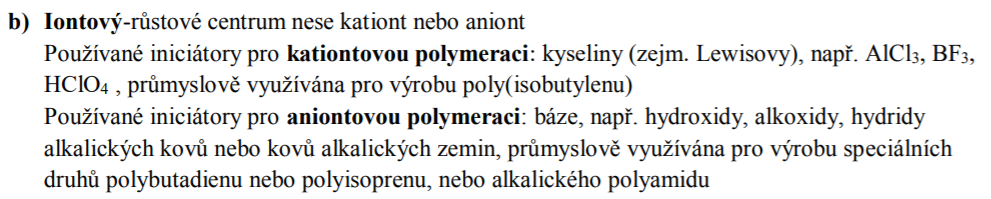 b) Iontový-růstové centrum nese kationt nebo aniont
Používané iniciátory pro kationtovou polymeraci: kyseliny (zejm. Lewisovy), např. AlCl₃, BF₃,
HClO₄ , průmyslově využívána pro výrobu poly(isobutylenu)
Používané iniciátory pro aniontovou polymeraci: báze, např. hydroxidy, alkoxidy, hydridy
alkalických kovů nebo kovů alkalických zemin, průmyslově využívána pro výrobu speciálních
druhů polybutadienu nebo polyisoprenu, nebo alkalického polyamidu